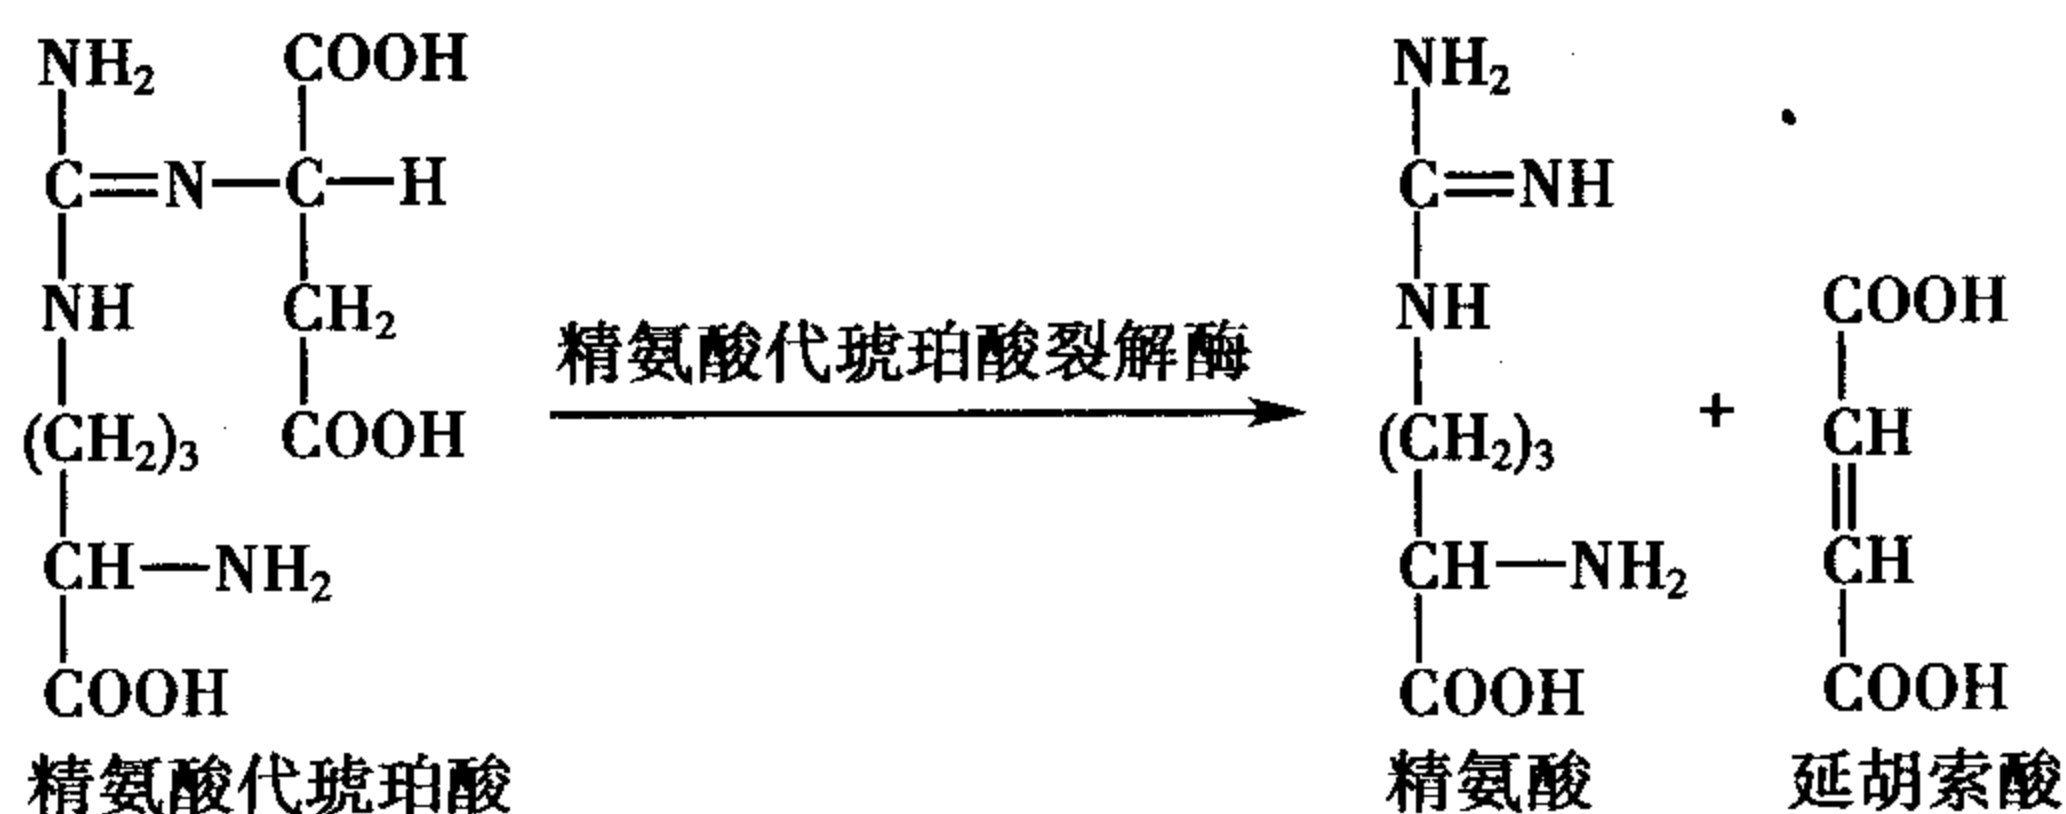 NH₂ COOH NH₂
C=N—C—H C=NH
NH CH₂ NH COOH
精氨酸代琥珀酸裂解酶
(CH₂)₃ COOH (CH₂)₃ + CH
CH—NH₂ CH—NH₂ CH
COOH COOH COOH
精氨酸代琥珀酸 精氨酸 延胡索酸